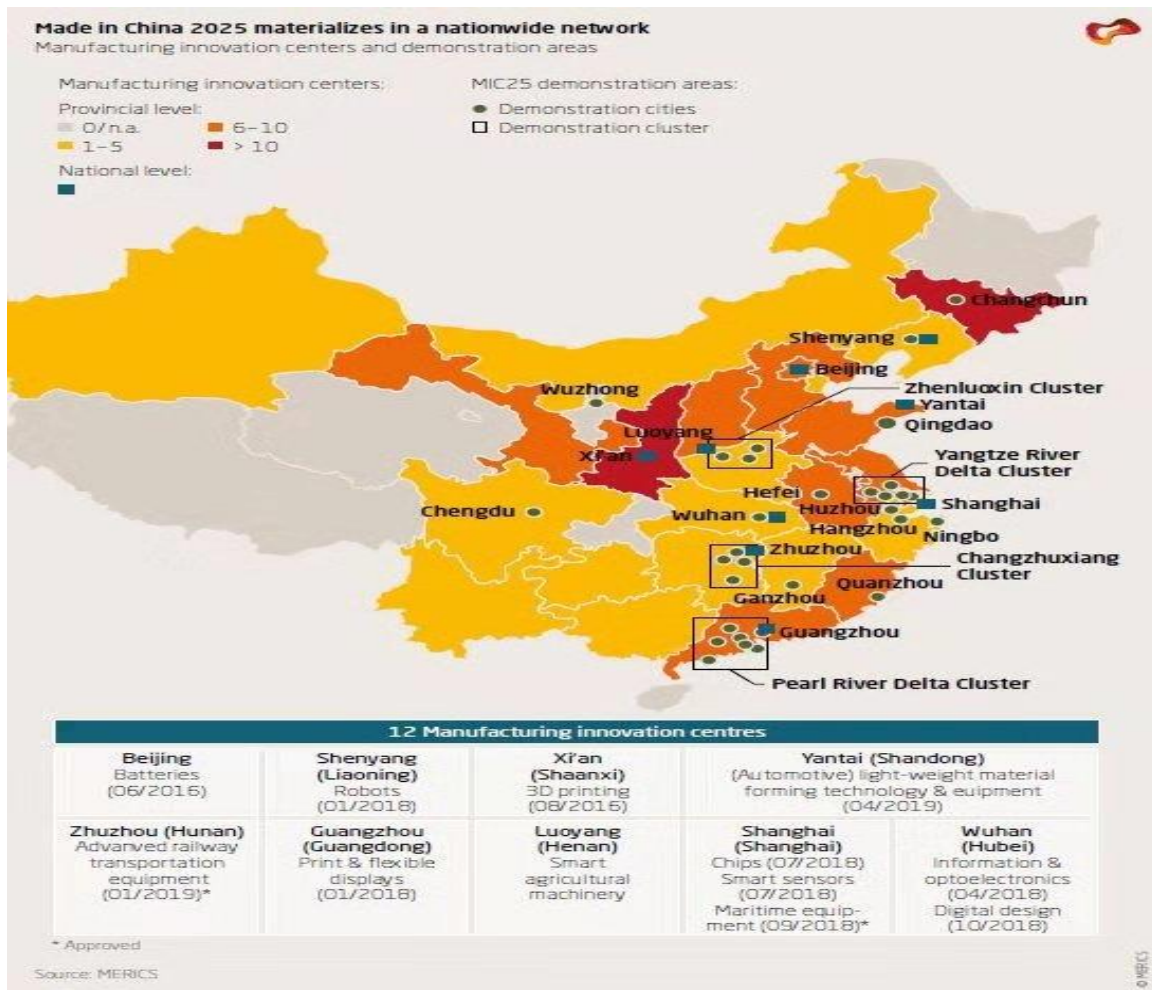 Made in China 2025 materializes in a nationwide network
Manufacturing innovation centers and demonstration areas
Manufacturing innovation centers:
Provincial level:
0/n.a.
6–10
1–5
> 10
National level:
MIC25 demonstration areas:
Demonstration cities
Demonstration cluster
Changchun
Shenyang
Beijing
Zhenluoxin Cluster
Wuzhong
Yantai
Luoyang
Qingdao
Xi'an
Yangtze River
Delta Cluster
Hefei
Chengdu
Huzhou
Shanghai
Wuhan
Hangzhou
Ningbo
Zhuzhou
Changzhuxiang
Cluster
Quanzhou
Ganzhou
Guangzhou
Pearl River Delta Cluster
12 Manufacturing innovation centres
Beijing
Batteries
(06/2016)
Shenyang
(Liaoning)
Robots
(01/2018)
Xi'an
(Shaanxi)
3D printing
(08/2016)
Yantai (Shandong)
(Automotive) light-weight material
forming technology & euipment
(04/2019)
Zhuzhou (Hunan)
Advanved railway
transportation
equipment
(01/2019)*
Guangzhou
(Guangdong)
Print & flexible
displays
(01/2018)
Luoyang
(Henan)
Smart
agricultural
machinery
Shanghai
(Shanghai)
Chips (07/2018)
Smart sensors
(07/2018)
Maritime equip-
ment (09/2018)*
Wuhan
(Hubei)
Information &
optoelectronics
(04/2018)
Digital design
(10/2018)
* Approved
Source: MERICS
© MERICS